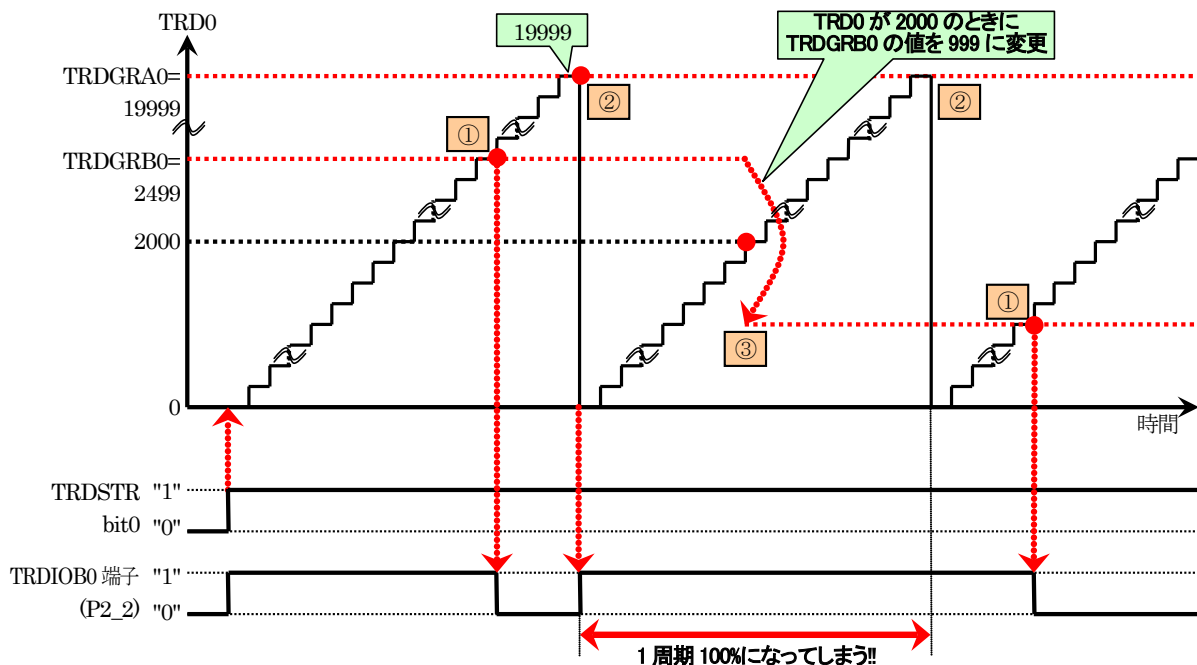 TRD0
19999
TRD0 が 2000 のときに
TRDGRB0 の値を 999 に変更
TRDGRA0=
19999
②
②
①
TRDGRB0=
2499
2000
①
③
0
時間
TRDSTR "1"
bit0 "0"
TRDIOB0 端子 "1"
(P2_2) "0"
1 周期 100%になってしまう!!